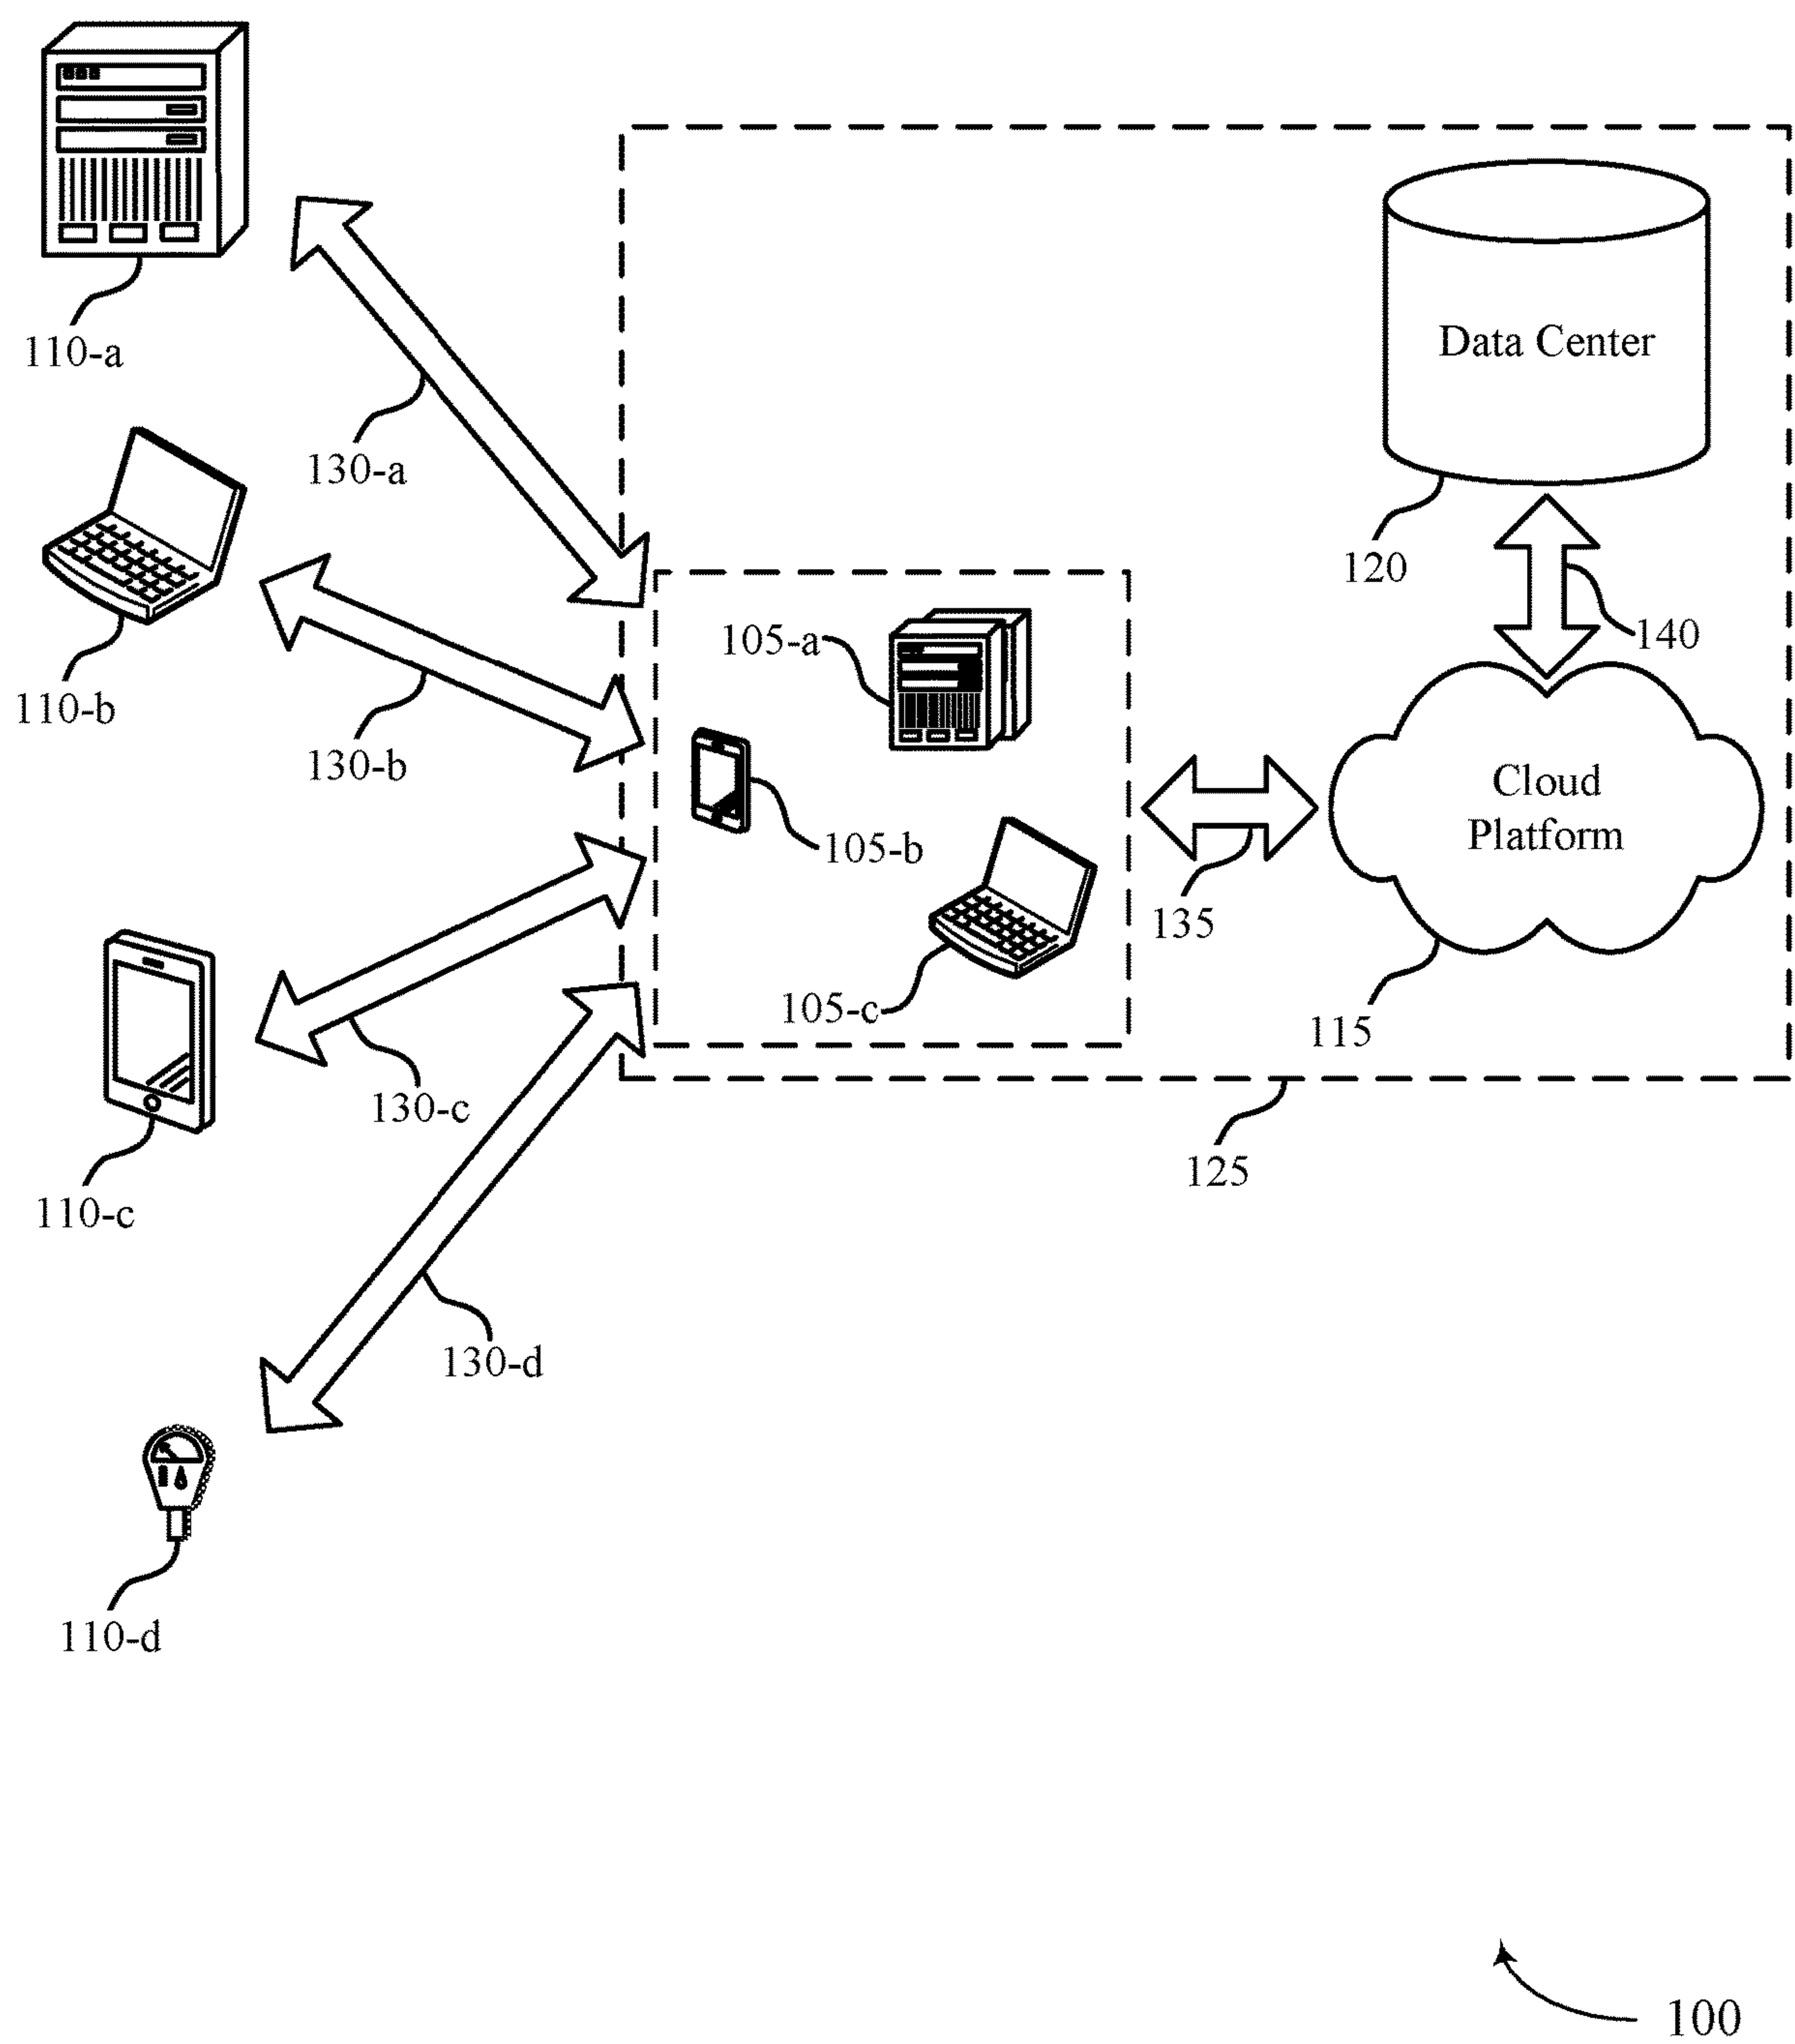 110-a
130-a
Data Center
120
140
110-b
130-b
105-a
105-b
105-c
135
Cloud
Platform
115
110-c
130-c
125
130-d
110-d
100